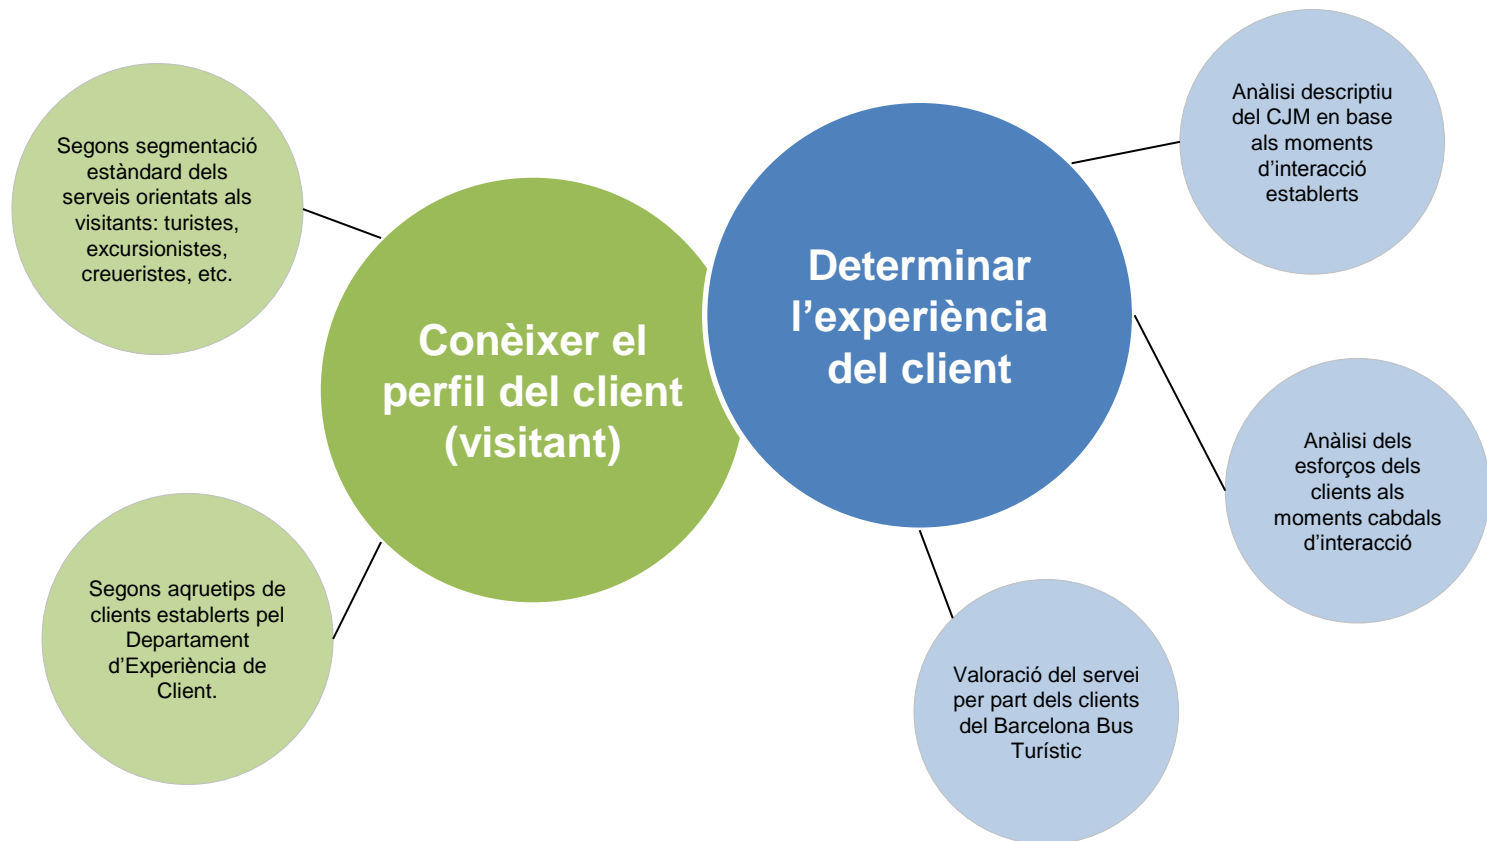 Segons segmentació
estàndard dels
serveis orientats als
visitants: turistes,
excursionistes,
creueristes, etc.
Conèixer el
perfil del client
(visitant)
Segons aqruetips de
clients establerts pel
Departament
d’Experiència de
Client.
Determinar
l’experiència
del client
Anàlisi descriptiu
del CJM en base
als moments
d’interacció
establerts
Anàlisi dels
esforços dels
clients als
moments cabdals
d’interacció
Valoració del servei
per part dels clients
del Barcelona Bus
Turístic